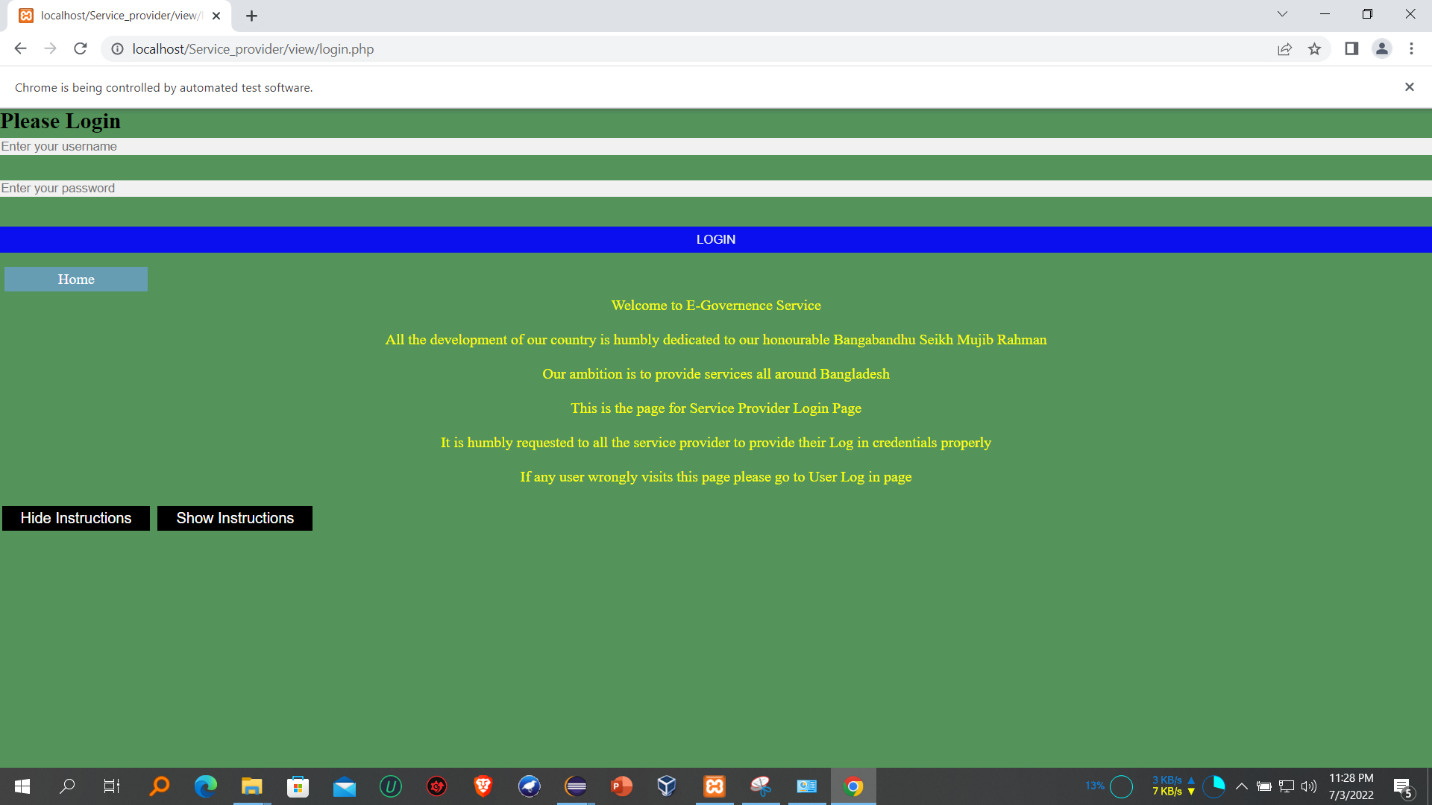 localhost/Service_provider/view/
localhost/Service_provider/view/login.php
Chrome is being controlled by automated test software.
Please Login
Enter your username
Enter your password
LOGIN
Home
Welcome to E-Governence Service
All the development of our country is humbly dedicated to our honourable Bangabandhu Seikh Mujib Rahman
Our ambition is to provide services all around Bangladesh
This is the page for Service Provider Login Page
It is humbly requested to all the service provider to provide their Log in credentials properly
If any user wrongly visits this page please go to User Log in page
Hide Instructions Show Instructions
13%
3 KB/s
7 KB/s
11:28 PM
7/3/2022
5